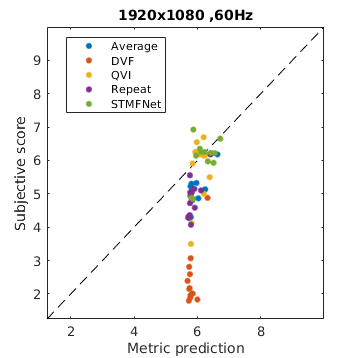 1920x1080 ,60Hz
Average
DVF
QVI
Repeat
STMFNet
Subjective score
9
8
7
6
5
4
3
2
2
4
6
8
Metric prediction